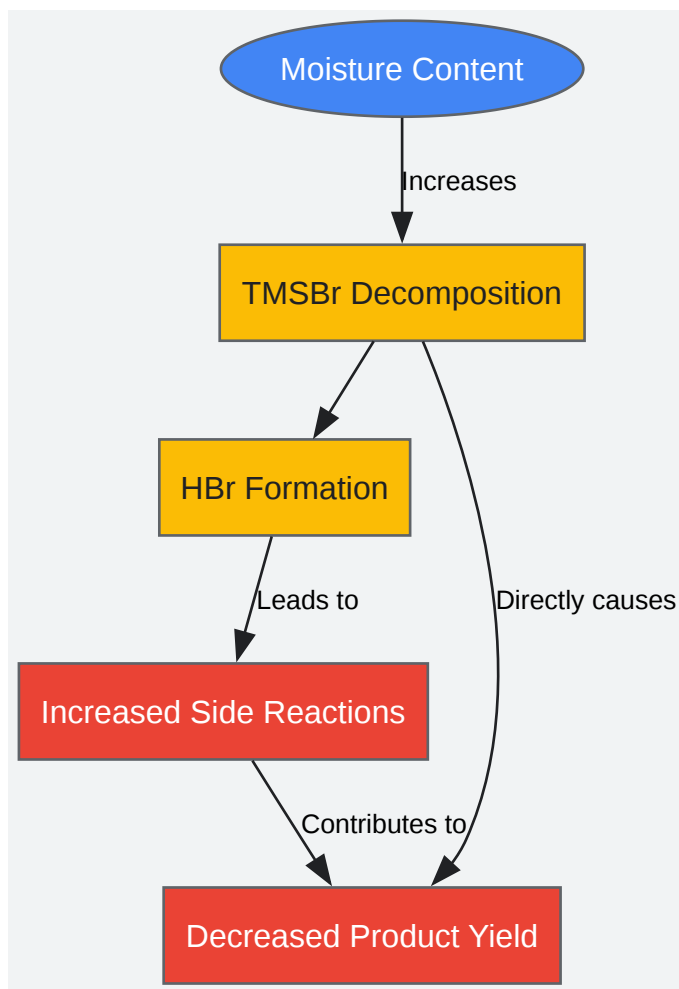 Moisture Content
Increases
TMSBr Decomposition
HBr Formation
Leads to
Directly causes
Increased Side Reactions
Contributes to
Decreased Product Yield